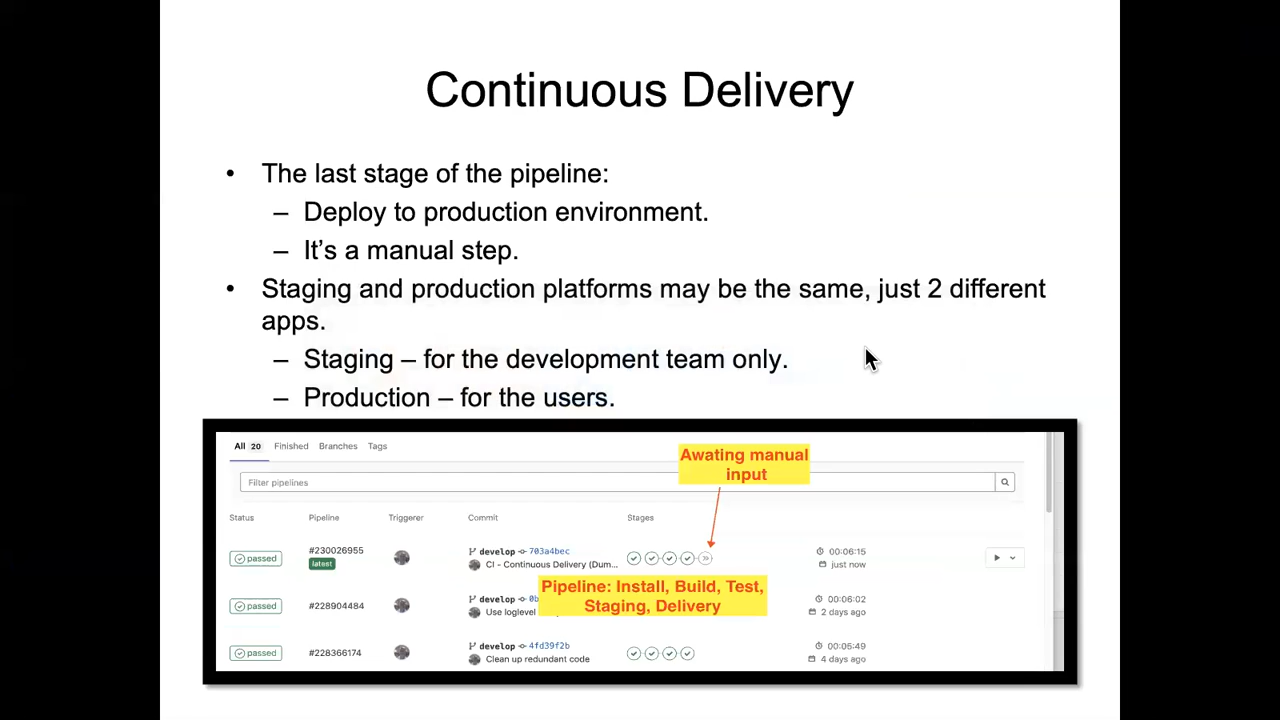 Continuous Delivery
• The last stage of the pipeline:
– Deploy to production environment.
– It’s a manual step.
• Staging and production platforms may be the same, just 2 different
apps.
– Staging – for the development team only.
– Production – for the users.
All 20 Finished Branches Tags
Awating manual
input
Filter pipelines
Status Pipeline Triggerer Commit Stages
passed #230026955 develop 703a4bec 00:06:15
latest CI - Continuous Delivery (Dum... just now
Pipeline: Install, Build, Test,
Staging, Delivery
passed #228904484 develop 0b 00:06:02
Use loglevel 2 days ago
passed #228366174 develop 4fd39f2b 00:05:49
Clean up redundant code 4 days ago